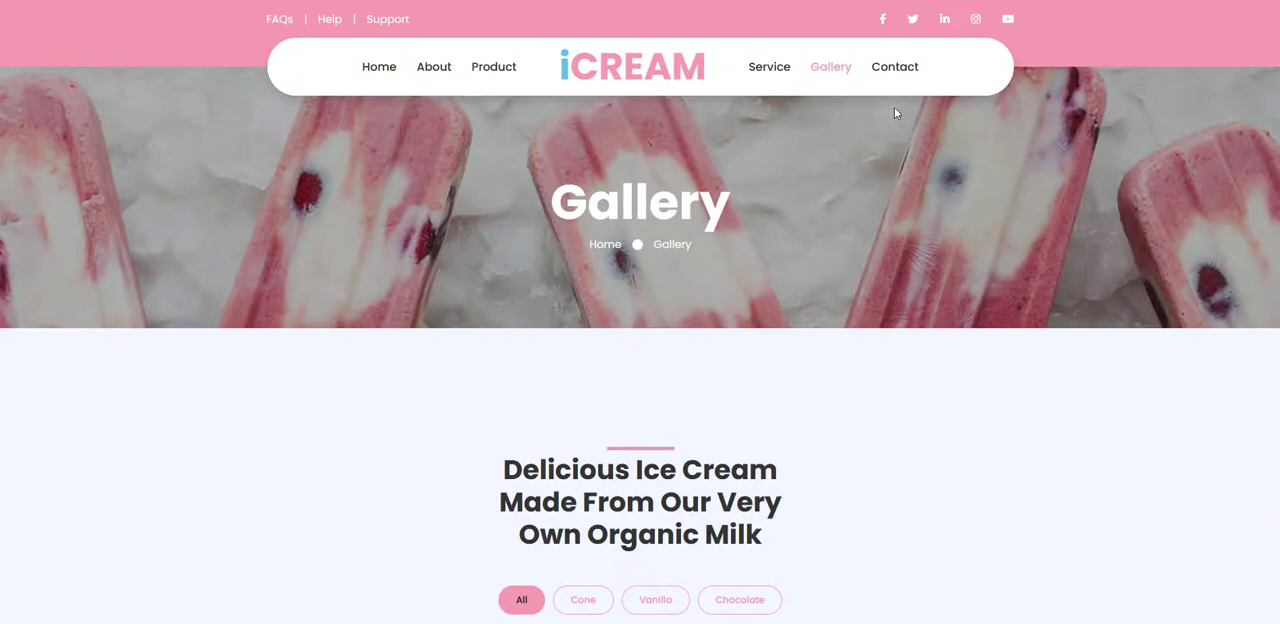 FAQs | Help | Support
Home About Product iCREAM Service Gallery Contact
Gallery
Home Gallery
Delicious Ice Cream
Made From Our Very
Own Organic Milk
All Cone Vanilla Chocolate